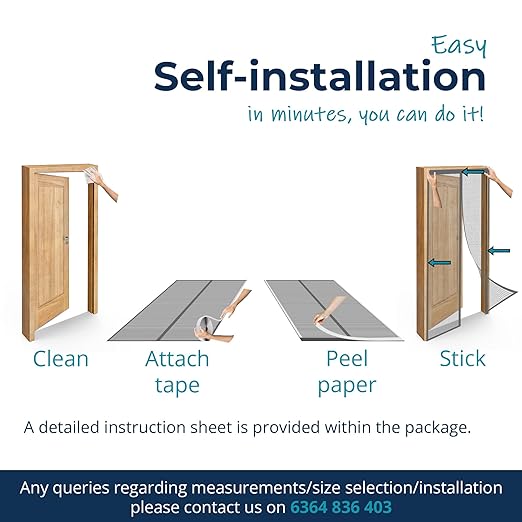 Easy
Self-installation
in minutes, you can do it!
Clean
Attach
tape
Peel
paper
Stick
A detailed instruction sheet is provided within the package.
Any queries regarding measurements/size selection/installation
please contact us on 6364 836 403